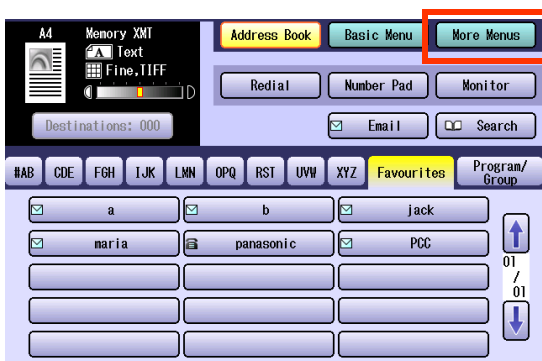 A4 Memory XMT Address Book Basic Menu More Menus
A Text
Fine,TIFF
Redial Number Pad Monitor
Destinations: 000 Email Search
#AB CDE FGH IJK LMN OPQ RST UVW XYZ Favourites Program/
Group
a b jack
maria panasonic PCC
01
/
01